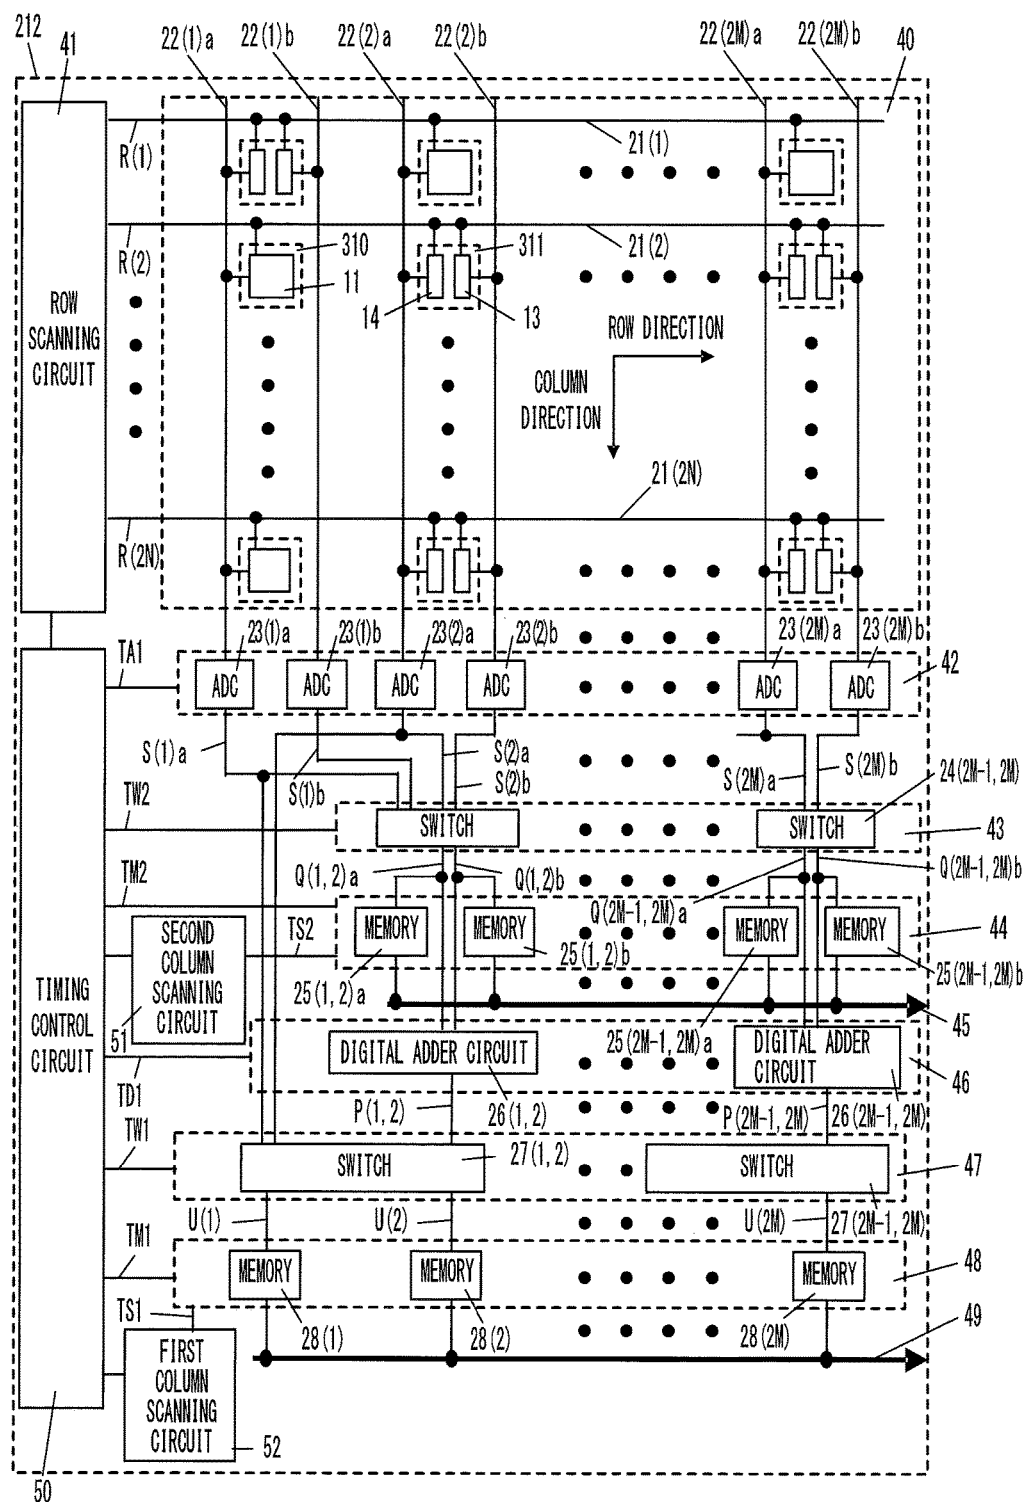 212
41
22(1)a
22(1)b
22(2)a
22(2)b
22(2M)a
22(2M)b
40
R(1)
21(1)
R(2)
310
11
311
21(2)
14
13
ROW DIRECTION
COLUMN
DIRECTION
ROW
SCANNING
CIRCUIT
21(2N)
R(2N)
23(1)a
23(1)b
23(2)a
23(2)b
23(2M)a
23(2M)b
TA1
ADC
ADC
ADC
ADC
ADC
ADC
42
S(1)a
S(1)b
S(2)a
S(2)b
S(2M)a
S(2M)b
24(2M-1,2M)
TW2
SWITCH
SWITCH
43
Q(1,2)a
Q(1,2)b
Q(2M-1,2M)a
Q(2M-1,2M)b
TM2
MEMORY
MEMORY
MEMORY
MEMORY
44
SECOND
COLUMN
SCANNING
CIRCUIT
TS2
51
25(1,2)a
25(1,2)b
25(2M-1,2M)a
25(2M-1,2M)b
45
TIMING
CONTROL
CIRCUIT
TD1
DIGITAL ADDER CIRCUIT
DIGITAL ADDER
CIRCUIT
46
P(1,2)
26(1,2)
P(2M-1,2M)
26(2M-1,2M)
TW1
SWITCH
27(1,2)
SWITCH
47
U(1)
U(2)
U(2M)
27(2M-1,2M)
TM1
MEMORY
MEMORY
MEMORY
48
TS1
28(1)
28(2)
28(2M)
49
FIRST
COLUMN
SCANNING
CIRCUIT
52
50